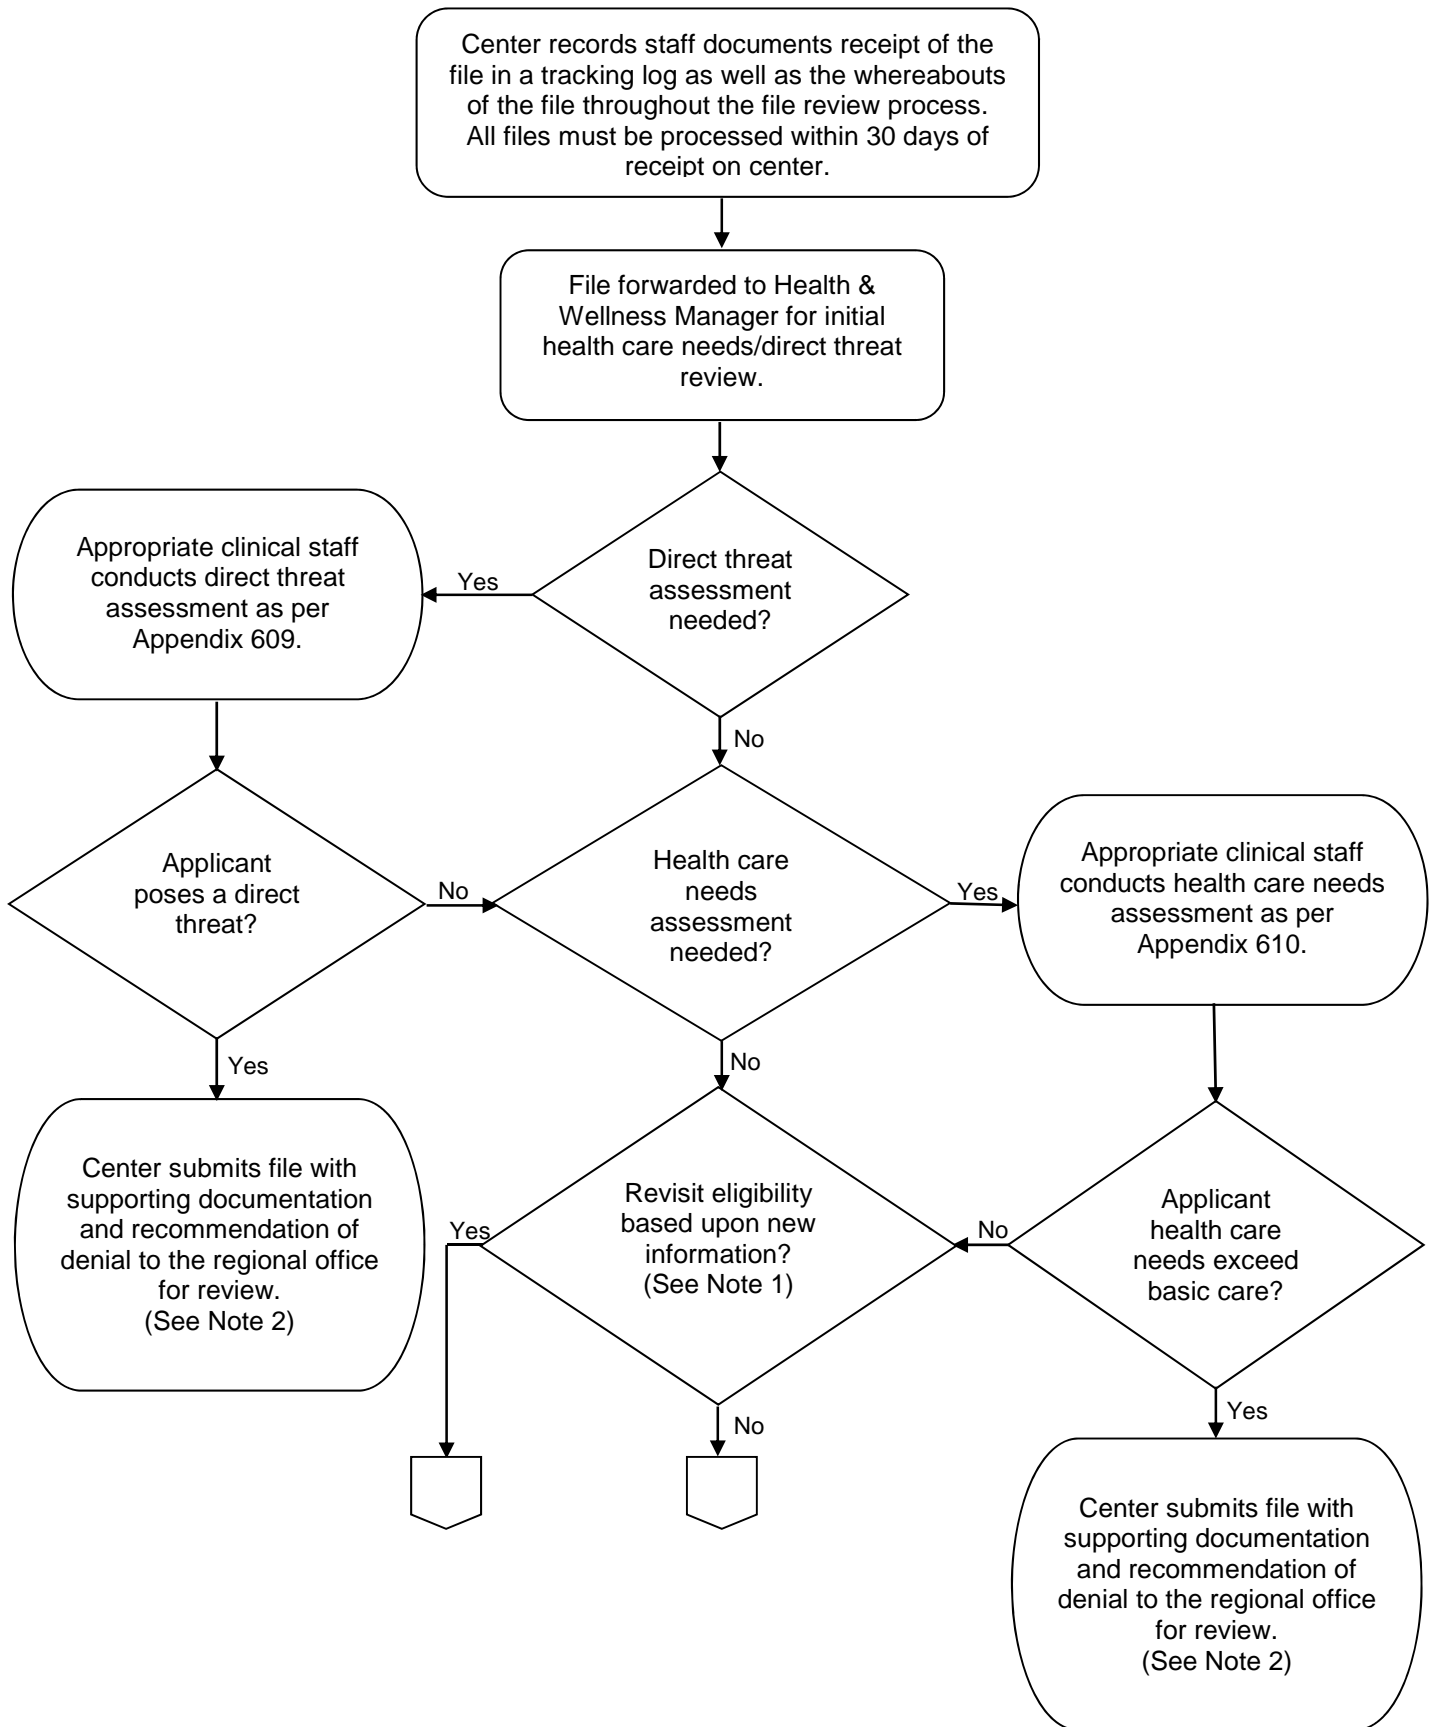 Center records staff documents receipt of the
file in a tracking log as well as the whereabouts
of the file throughout the file review process.
All files must be processed within 30 days of
receipt on center.
File forwarded to Health &
Wellness Manager for initial
health care needs/direct threat
review.
Direct threat
assessment
needed?
Yes
Appropriate clinical staff
conducts direct threat
assessment as per
Appendix 609.
No
Applicant
poses a direct
threat?
No
Health care
needs
assessment
needed?
Yes
Appropriate clinical staff
conducts health care needs
assessment as per
Appendix 610.
Yes
No
Center submits file with
supporting documentation
and recommendation of
denial to the regional office
for review.
(See Note 2)
Yes
Revisit eligibility
based upon new
information?
(See Note 1)
No
Applicant
health care
needs exceed
basic care?
No
Yes
Center submits file with
supporting documentation
and recommendation of
denial to the regional office
for review.
(See Note 2)